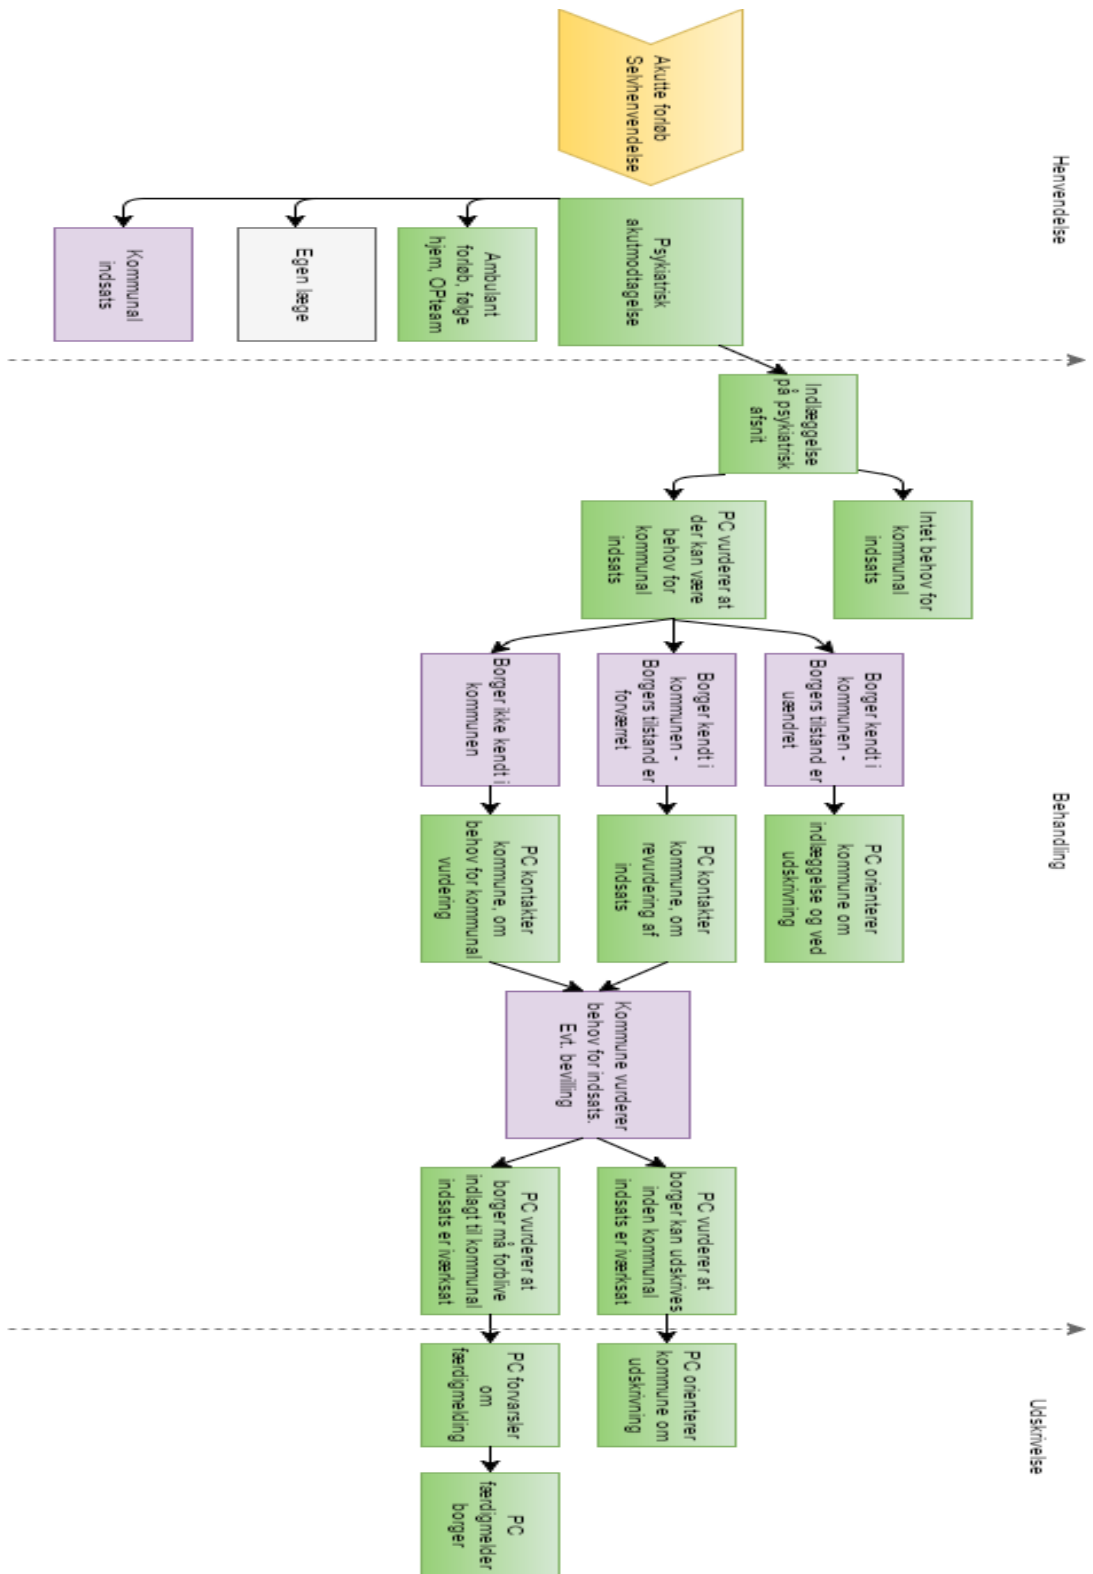 Henvendelse
Behandling
Udskrivelse
Akutte forløb
Selvhenvendelse
Psykiatrisk
akutmodtagelse
Ambulant
forløb, følge
hjem, OPteam
Egen læge
Kommunal
indsats
Indlæggelse
på psykiatrisk
afsnit
Intet behov for
kommunal
indsats
PC vurderer at
der kan være
behov for
kommunal
indsats
Borger kendt i
kommunen -
Borgers tilstand er
uændret
Borger kendt i
kommunen -
Borgers tilstand er
forværret
Borger ikke kendt i
kommunen
PC orienterer
kommune om
indlæggelse og ved
udskrivning
PC kontakter
kommune, om
revurdering af
indsats
PC kontakter
kommune, om
behov for kommunal
vurdering
Kommune vurderer
behov for indsats.
Evt. bevilling
PC vurderer at
borger kan udskrives
inden kommunal
indsats er iværksat
PC vurderer at
borger må forblive
indlagt til kommunal
indsats er iværksat
PC orienterer
kommune om
udskrivning
PC forvarsler
om
færdigmelding
PC
færdigmelder
borger